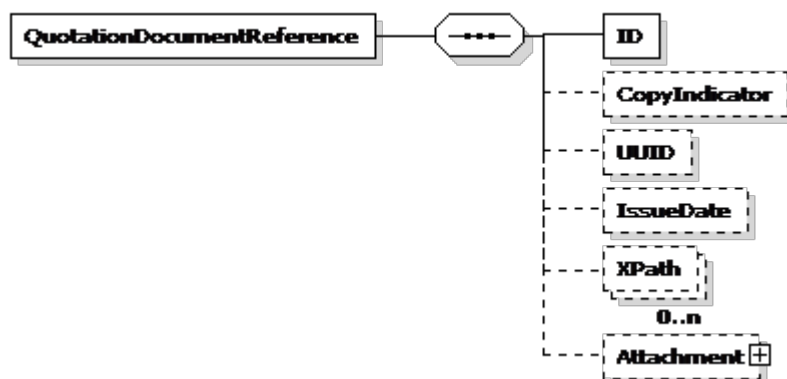 QuotationDocumentReference
ID
CopyIndicator
UUID
IssueDate
XPath
0..n
Attachment